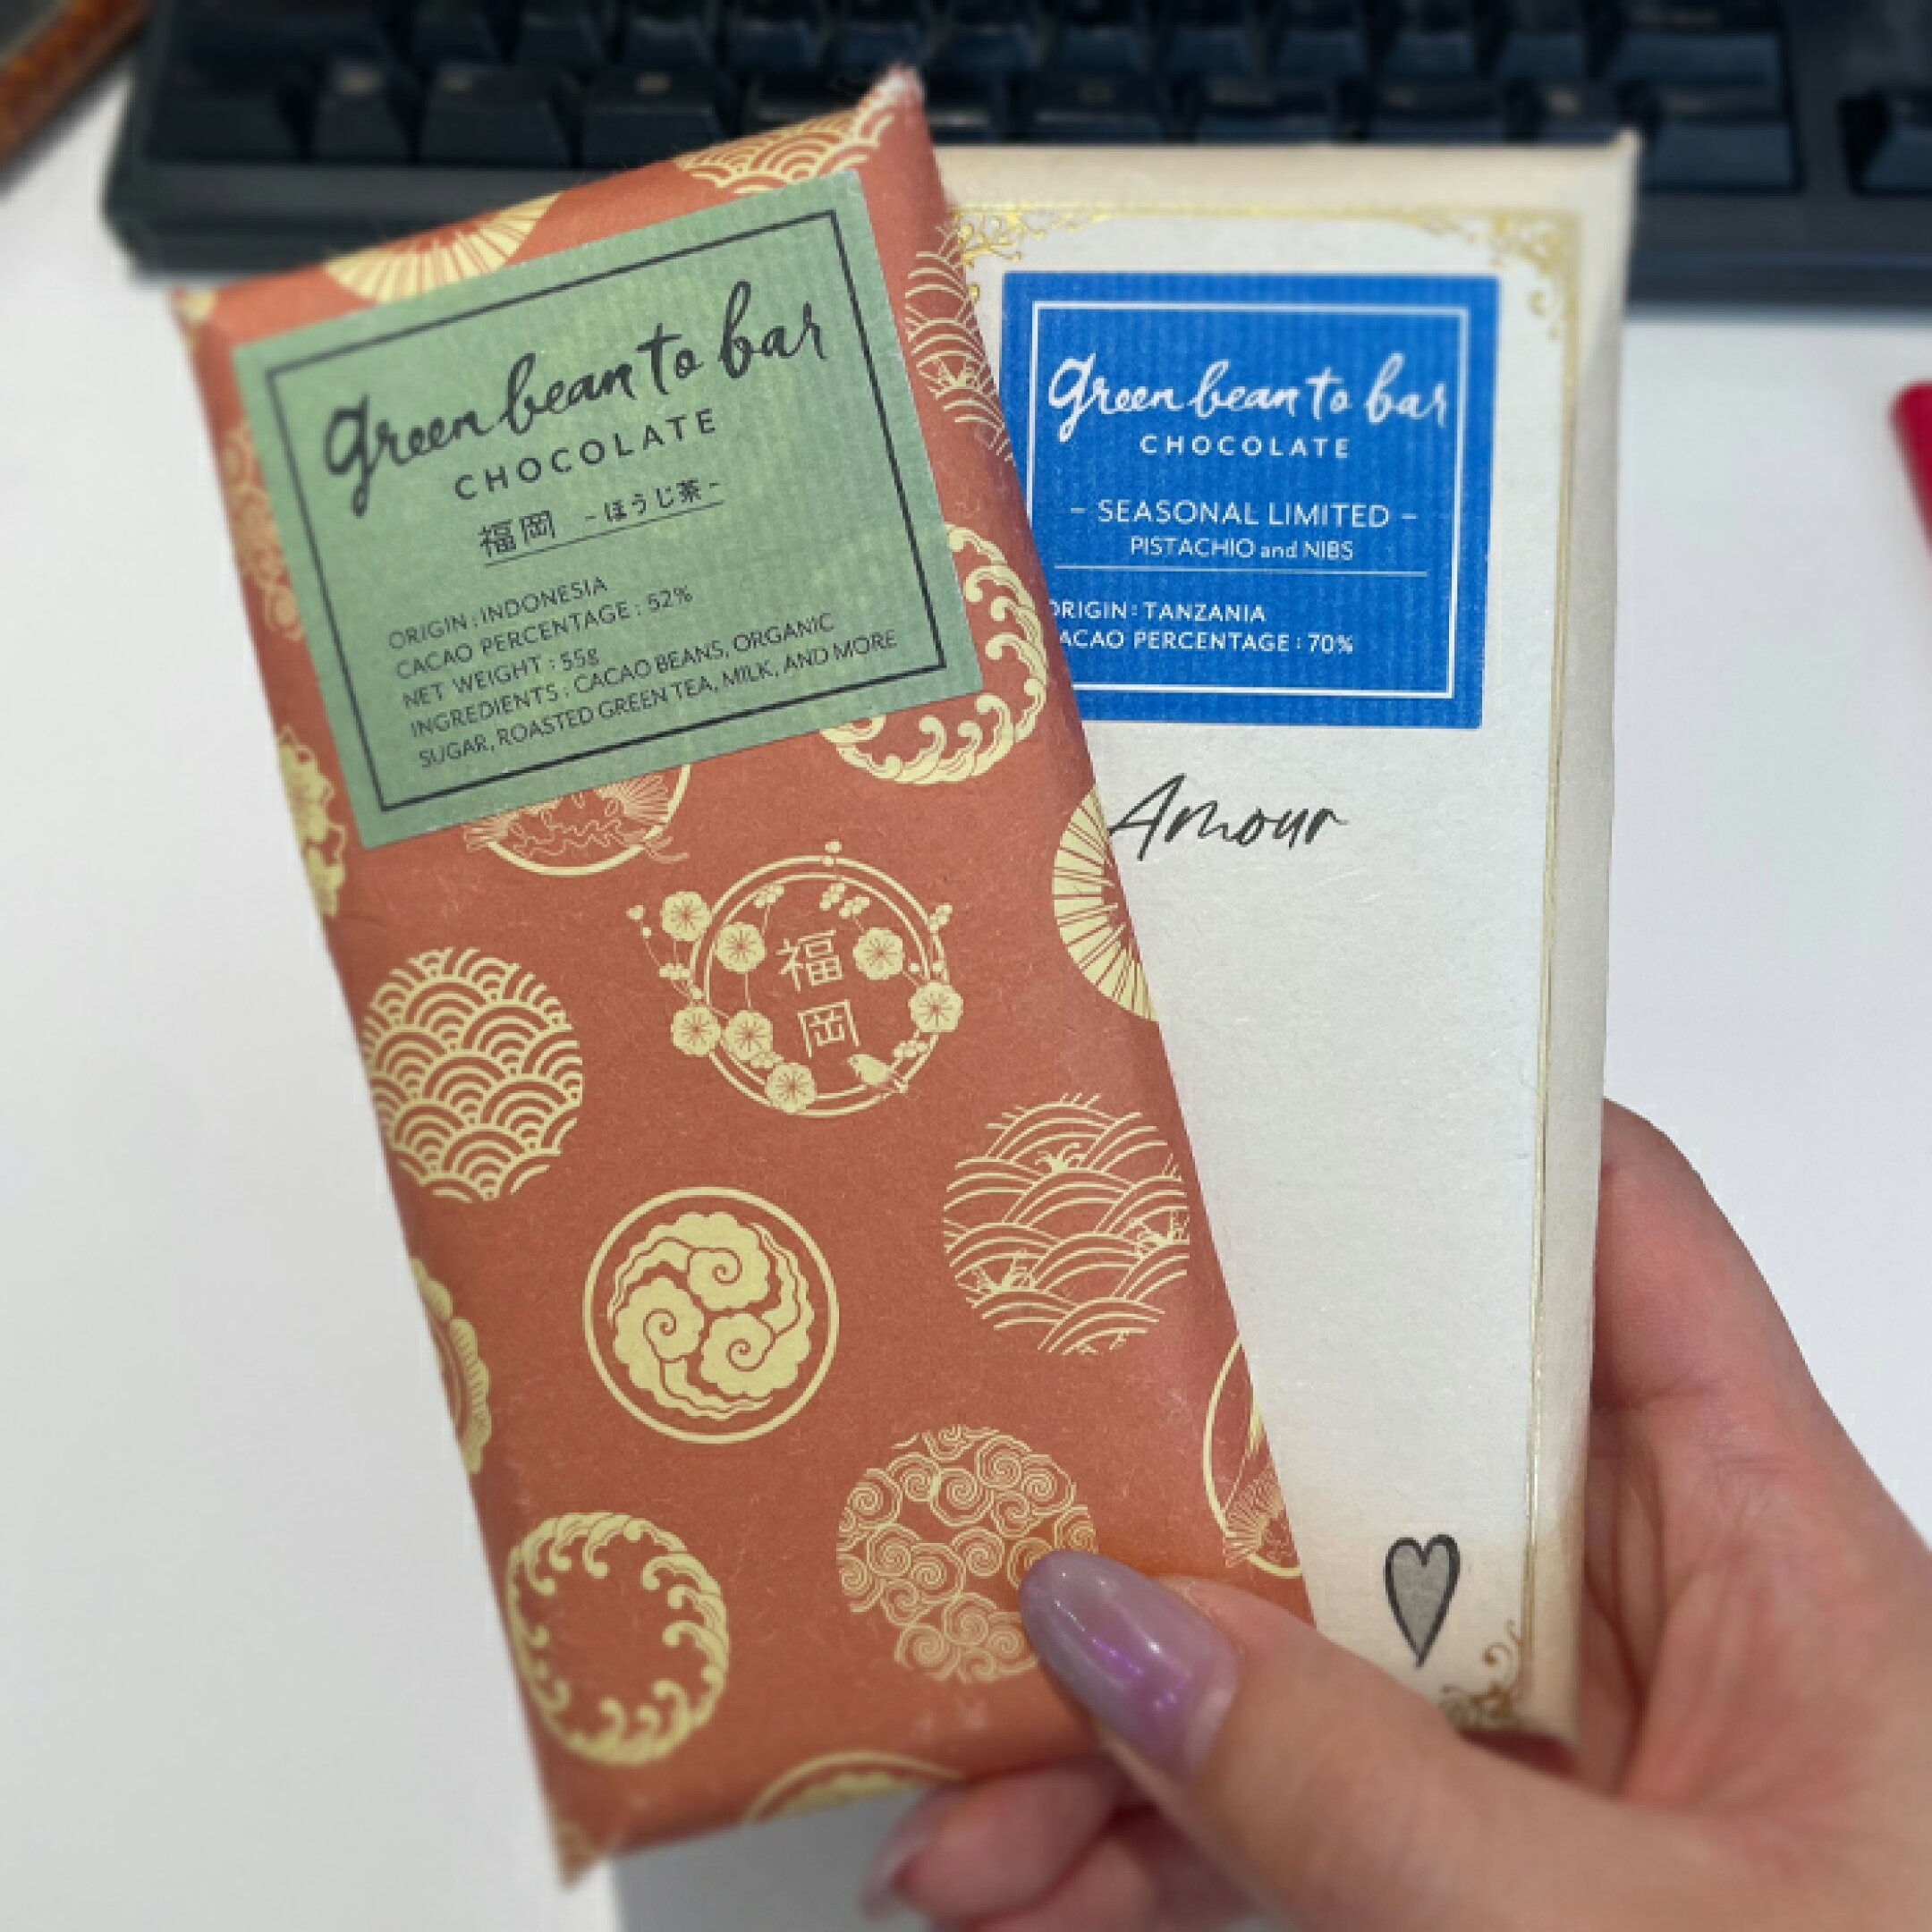 green bean to bar
CHOCOLATE
福岡 -ほうじ茶-
ORIGIN : INDONESIA
CACAO PERCENTAGE : 52%
NET WEIGHT : 55g
INGREDIENTS : CACAO BEANS, ORGANIC
SUGAR, ROASTED GREEN TEA, MILK, AND MORE
福
岡
green bean to bar
CHOCOLATE
- SEASONAL LIMITED -
PISTACHIO and NIBS
ORIGIN : TANZANIA
CACAO PERCENTAGE : 70%
Amour